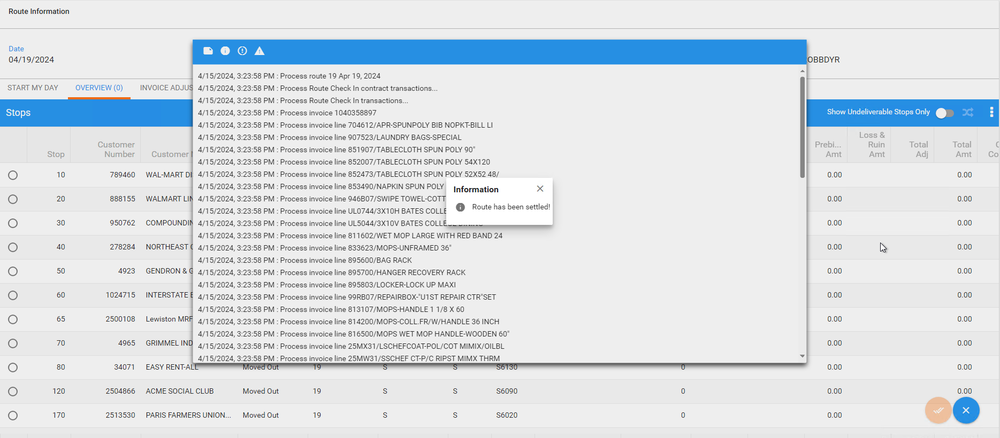 Route Information
Date
04/19/2024
OBBDYR
START MY DAY
OVERVIEW (0)
INVOICE ADJUS
Stops
Show Undeliverable Stops Only
Stop
Customer Number
Customer
Prebi... Amt
Loss & Ruin Amt
Total Adj
Total Amt
4/15/2024, 3:23:58 PM : Process route 19 Apr 19, 2024
4/15/2024, 3:23:58 PM : Process Route Check In contract transactions...
4/15/2024, 3:23:58 PM : Process Route Check In transactions...
4/15/2024, 3:23:58 PM : Process invoice 1040358897
4/15/2024, 3:23:58 PM : Process invoice line 704612/APR-SPUNPOLY BIB NOPKT-BILL LI
4/15/2024, 3:23:58 PM : Process invoice line 907523/LAUNDRY BAGS-SPECIAL
4/15/2024, 3:23:58 PM : Process invoice line 851907/TABLECLOTH SPUN POLY 90"
4/15/2024, 3:23:58 PM : Process invoice line 852007/TABLECLOTH SPUN POLY 54X120
4/15/2024, 3:23:58 PM : Process invoice line 852473/TABLECLOTH SPUN POLY 52X52 48/
4/15/2024, 3:23:58 PM : Process invoice line 853490/NAPKIN SPUN POLY
4/15/2024, 3:23:58 PM : Process invoice line 946B07/SWIPE TOWEL-COTT
4/15/2024, 3:23:58 PM : Process invoice line UL0744/3X10H BATES COLLE
4/15/2024, 3:23:58 PM : Process invoice line UL5044/3X10V BATES COLLEGE DINING
4/15/2024, 3:23:58 PM : Process invoice line 811602/WET MOP LARGE WITH RED BAND 24
4/15/2024, 3:23:58 PM : Process invoice line 833623/MOPS-UNFRAMED 36"
4/15/2024, 3:23:58 PM : Process invoice line 895600/BAG RACK
4/15/2024, 3:23:58 PM : Process invoice line 895700/HANGER RECOVERY RACK
4/15/2024, 3:23:58 PM : Process invoice line 895803/LOCKER-LOCK UP MAXI
4/15/2024, 3:23:58 PM : Process invoice line 99RB07/REPAIRBOX-"U1ST REPAIR CTR"SET
4/15/2024, 3:23:58 PM : Process invoice line 813107/MOPS-HANDLE 1 1/8 X 60
4/15/2024, 3:23:58 PM : Process invoice line 814200/MOPS-COLL.FR/W/HANDLE 36 INCH
4/15/2024, 3:23:58 PM : Process invoice line 816500/MOPS WET MOP HANDLE-WOODEN 60"
4/15/2024, 3:23:58 PM : Process invoice line 25MX31/LSCHEFCOAT-POL/COT MIMIX/OILBL
4/15/2024, 3:23:58 PM : Process invoice line 25MW31/SSCHEF CT-P/C RIPST MIMX THRM
Information
Route has been settled!
10 789460 WAL-MART DI 0.00 0.00
20 888155 WALMART LIN 0.00 0.00
30 950762 COMPOUNDIN 0.00 0.00
40 278284 NORTHEAST 0.00 0.00
50 4923 GENDRON & G 0.00 0.00
60 1024715 INTERSTATE 0.00 0.00
65 2500108 Lewiston MRF 0.00 0.00
70 4965 GRIMMEL IND 0.00 0.00
80 34071 EASY RENT-ALL Moved Out 19 S S S6130 0 0.00 0.00
120 2504866 ACME SOCIAL CLUB Moved Out 19 S S S6090 0 0.00 0.00
170 2513530 PARIS FARMERS UNION... Moved Out 19 S S S6020 0 0.00 0.00